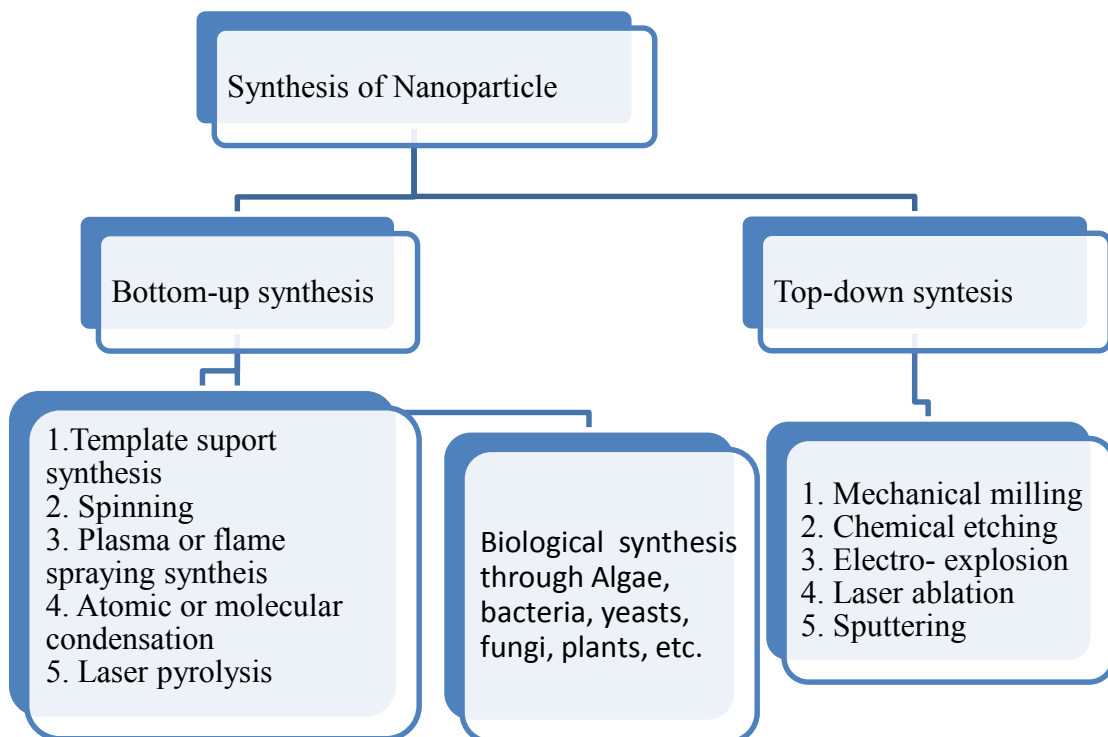 Synthesis of Nanoparticle
Bottom-up synthesis
Top-down syntesis
1.Template suport
synthesis
2. Spinning
3. Plasma or flame
spraying syntheis
4. Atomic or molecular
condensation
5. Laser pyrolysis
Biological synthesis
through Algae,
bacteria, yeasts,
fungi, plants, etc.
1. Mechanical milling
2. Chemical etching
3. Electro- explosion
4. Laser ablation
5. Sputtering